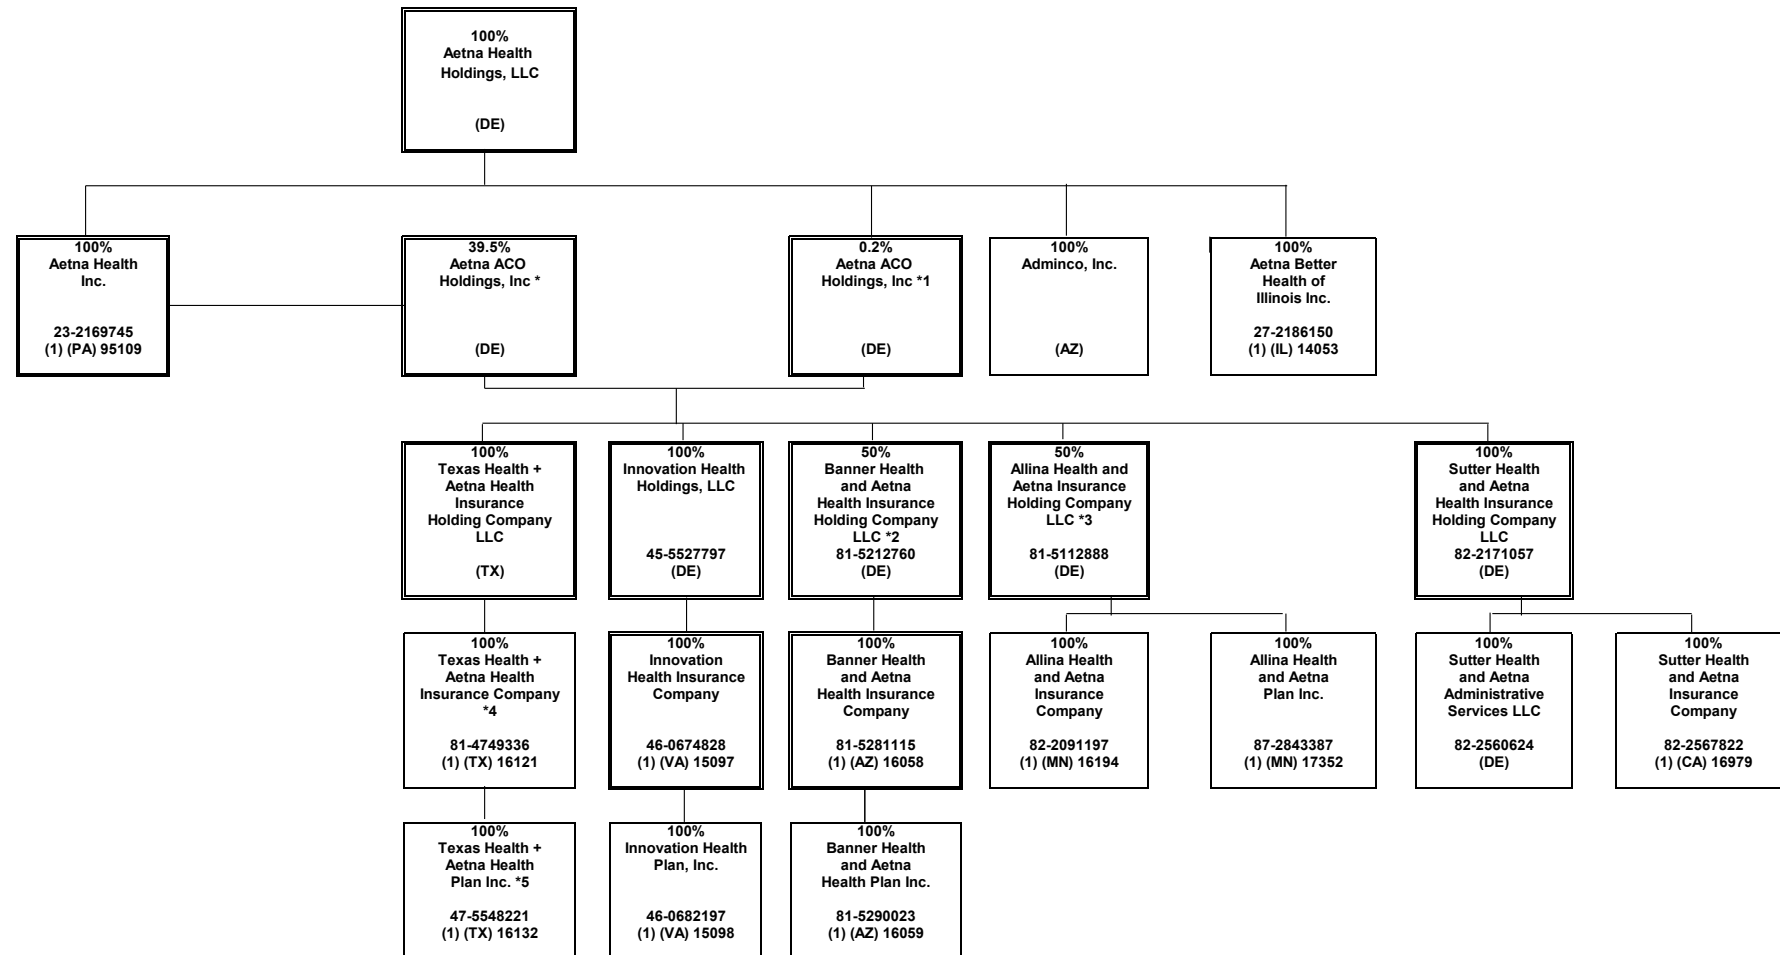 100%
Aetna Health
Holdings, LLC
(DE)
100%
Aetna Health
Inc.
23-2169745
(1) (PA) 95109
39.5%
Aetna ACO
Holdings, Inc *
(DE)
0.2%
Aetna ACO
Holdings, Inc *1
(DE)
100%
Adminco, Inc.
(AZ)
100%
Aetna Better
Health of
Illinois Inc.
27-2186150
(1) (IL) 14053
100%
Texas Health +
Aetna Health
Insurance
Holding Company
LLC
(TX)
100%
Innovation Health
Holdings, LLC
45-5527797
(DE)
50%
Banner Health
and Aetna
Health Insurance
Holding Company
LLC *2
81-5212760
(DE)
50%
Allina Health and
Aetna Insurance
Holding Company
LLC *3
81-5112888
(DE)
100%
Sutter Health
and Aetna
Health Insurance
Holding Company
LLC
82-2171057
(DE)
100%
Texas Health +
Aetna Health
Insurance Company
*4
81-4749336
(1) (TX) 16121
100%
Innovation
Health Insurance
Company
46-0674828
(1) (VA) 15097
100%
Banner Health
and Aetna
Health Insurance
Company
81-5281115
(1) (AZ) 16058
100%
Allina Health
and Aetna
Insurance
Company
82-2091197
(1) (MN) 16194
100%
Allina Health
and Aetna
Plan Inc.
87-2843387
(1) (MN) 17352
100%
Sutter Health
and Aetna
Administrative
Services LLC
82-2560624
(DE)
100%
Sutter Health
and Aetna
Insurance
Company
82-2567822
(1) (CA) 16979
100%
Texas Health +
Aetna Health
Plan Inc. *5
47-5548221
(1) (TX) 16132
100%
Innovation Health
Plan, Inc.
46-0682197
(1) (VA) 15098
100%
Banner Health
and Aetna
Health Plan Inc.
81-5290023
(1) (AZ) 16059